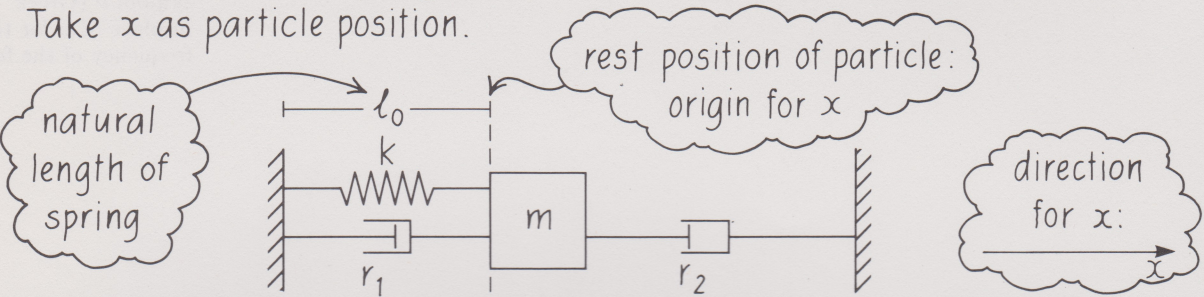 Take x as particle position.
rest position of particle:
origin for x
natural
length of
spring
l₀
k
m
r₁
r₂
direction
for x:
x